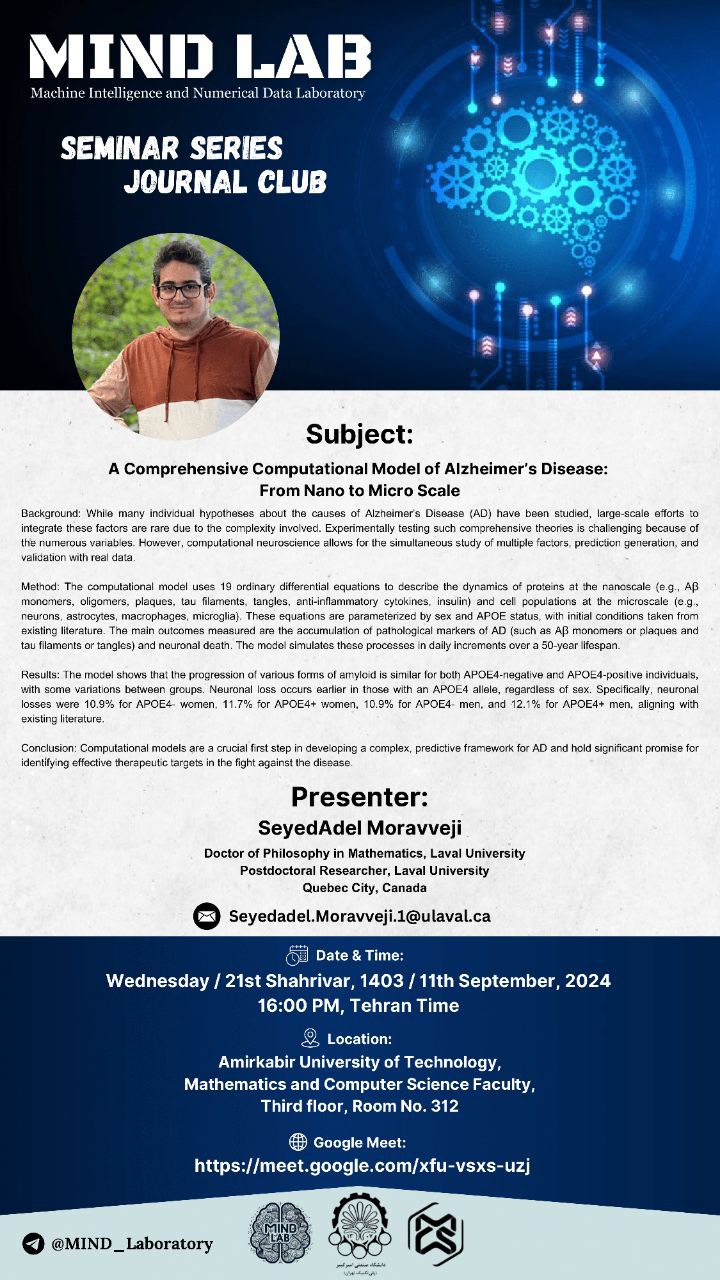 MIND LAB
Machine Intelligence and Numerical Data Laboratory
SEMINAR SERIES
JOURNAL CLUB
Subject:
A Comprehensive Computational Model of Alzheimer's Disease:
From Nano to Micro Scale
Background: While many individual hypotheses about the causes of Alzheimer's Disease (AD) have been studied, large-scale efforts to
integrate these factors are rare due to the complexity involved. Experimentally testing such comprehensive theories is challenging because of
the numerous variables. However, computational neuroscience allows for the simultaneous study of multiple factors, prediction generation, and
validation with real data.
Method: The computational model uses 19 ordinary differential equations to describe the dynamics of proteins at the nanoscale (e.g., Aβ
monomers, oligomers, plaques, tau filaments, tangles, anti-inflammatory cytokines, insulin) and cell populations at the microscale (e.g.,
neurons, astrocytes, macrophages, microglia). These equations are parameterized by sex and APOE status, with initial conditions taken from
existing literature. The main outcomes measured are the accumulation of pathological markers of AD (such as Aβ monomers or plaques and
tau filaments or tangles) and neuronal death. The model simulates these processes in daily increments over a 50-year lifespan.
Results: The model shows that the progression of various forms of amyloid is similar for both APOE4-negative and APOE4-positive individuals,
with some variations between groups. Neuronal loss occurs earlier in those with an APOE4 allele, regardless of sex. Specifically, neuronal
losses were 10.9% for APOE4- women, 11.7% for APOE4+ women, 10.9% for APOE4- men, and 12.1% for APOE4+ men, aligning with
existing literature.
Conclusion: Computational models are a crucial first step in developing a complex, predictive framework for AD and hold significant promise for
identifying effective therapeutic targets in the fight against the disease.
Presenter:
SeyedAdel Moravveji
Doctor of Philosophy in Mathematics, Laval University
Postdoctoral Researcher, Laval University
Quebec City, Canada
Seyedadel.Moravveji.1@ulaval.ca
Date & Time:
Wednesday / 21st Shahrivar, 1403 / 11th September, 2024
16:00 PM, Tehran Time
Location:
Amirkabir University of Technology,
Mathematics and Computer Science Faculty,
Third floor, Room No. 312
Google Meet:
https://meet.google.com/xfu-vsxs-uzj
@MIND_Laboratory
MIND
LAB
دانشگاه صنعتی امیرکبیر
(پلی‌تکنیک تهران)